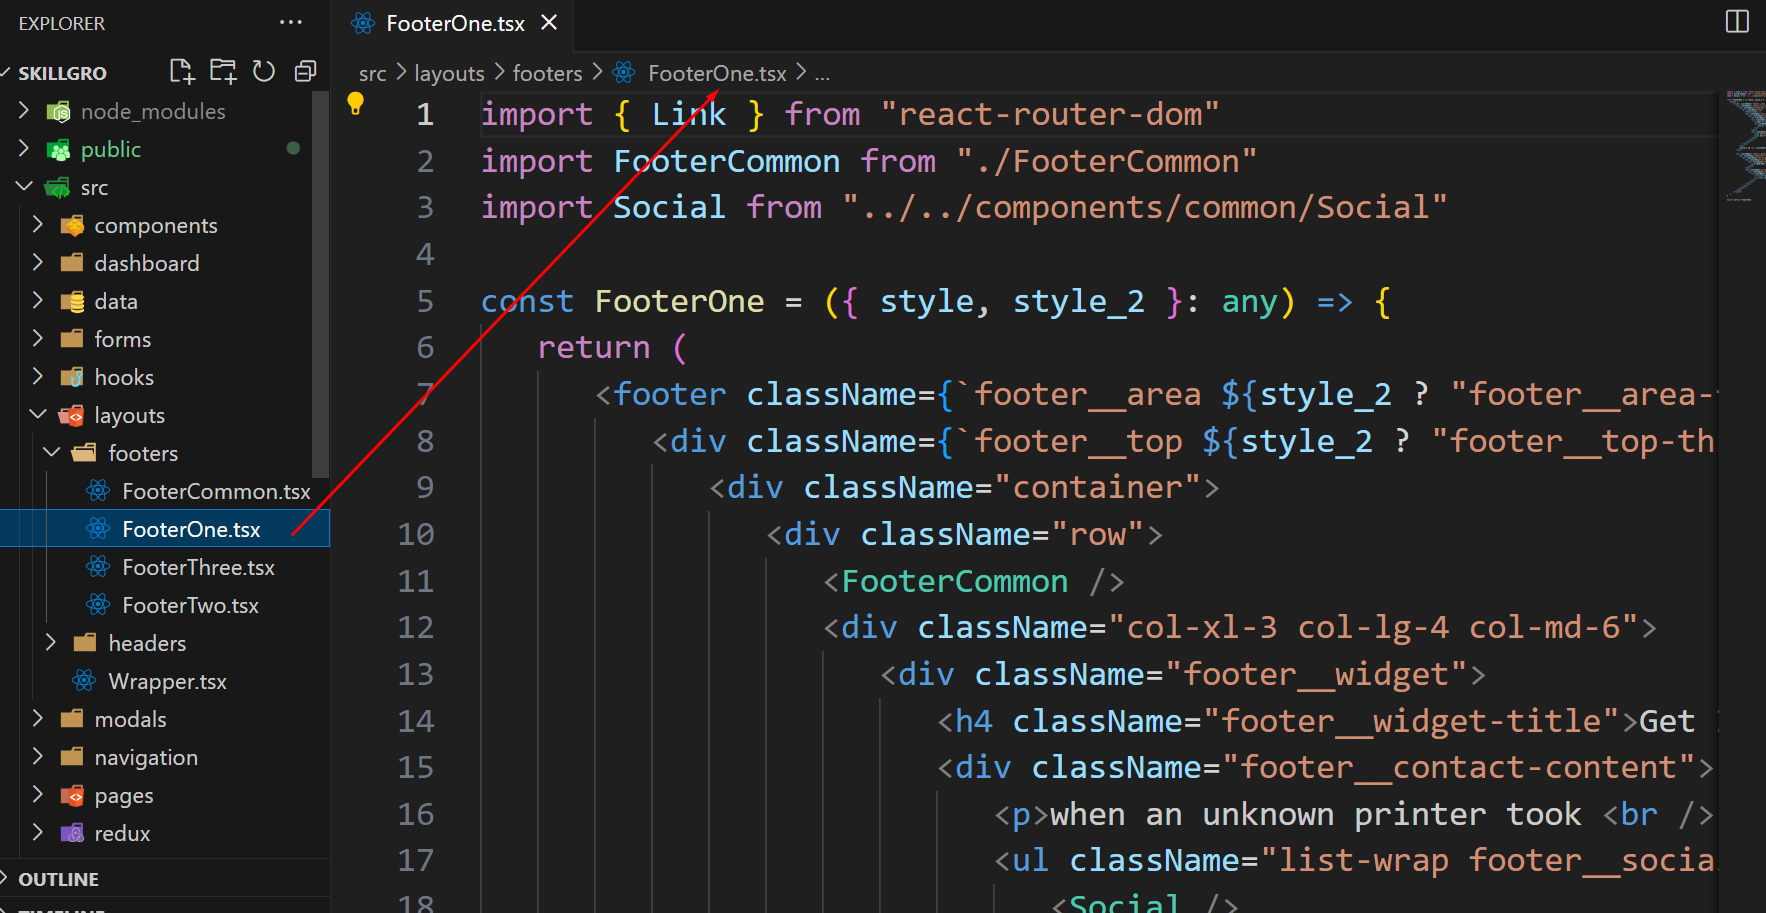 EXPLORER
SKILLGRO
node_modules
public
src
components
dashboard
data
forms
hooks
layouts
footers
FooterCommon.tsx
FooterOne.tsx
FooterThree.tsx
FooterTwo.tsx
headers
Wrapper.tsx
modals
navigation
pages
redux
OUTLINE
TIMELINE
FooterOne.tsx
src > layouts > footers > FooterOne.tsx > ...
1 import { Link } from "react-router-dom"
2 import FooterCommon from "./FooterCommon"
3 import Social from "../../components/common/Social"
4
5 const FooterOne = ({ style, style_2 }: any) => {
6 return (
7 <footer className={`footer__area ${style_2 ? "footer__area-
8 <div className={`footer__top ${style_2 ? "footer__top-th
9 <div className="container">
10 <div className="row">
11 <FooterCommon />
12 <div className="col-xl-3 col-lg-4 col-md-6">
13 <div className="footer__widget">
14 <h4 className="footer__widget-title">Get
15 <div className="footer__contact-content">
16 <p>when an unknown printer took <br />
17 <ul className="list-wrap footer__socia
18 <Social />